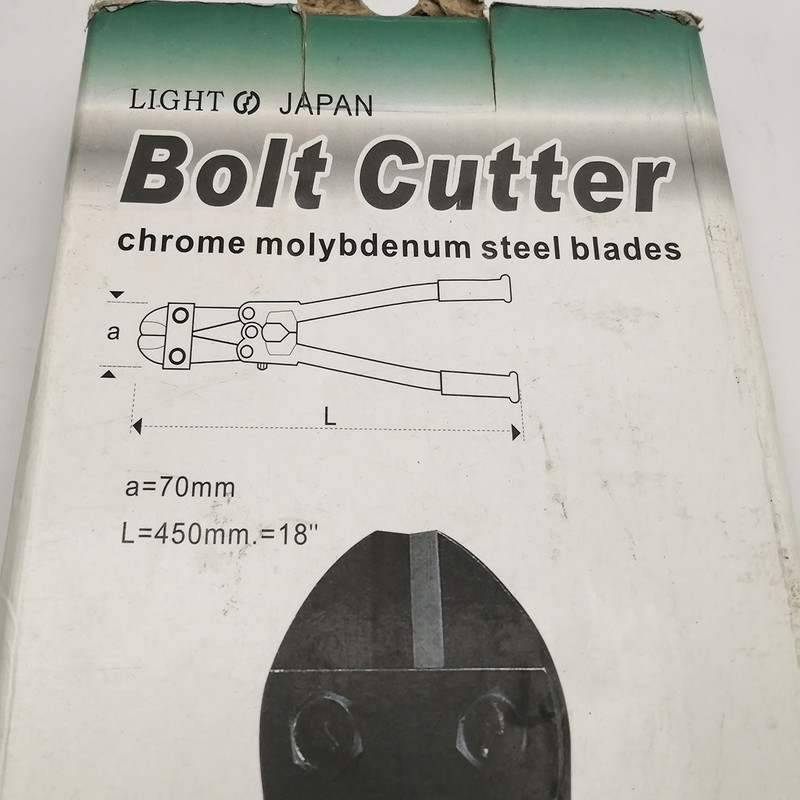 LIGHT JAPAN
Bolt Cutter
chrome molybdenum steel blades
a
L
a=70mm
L=450mm.=18"